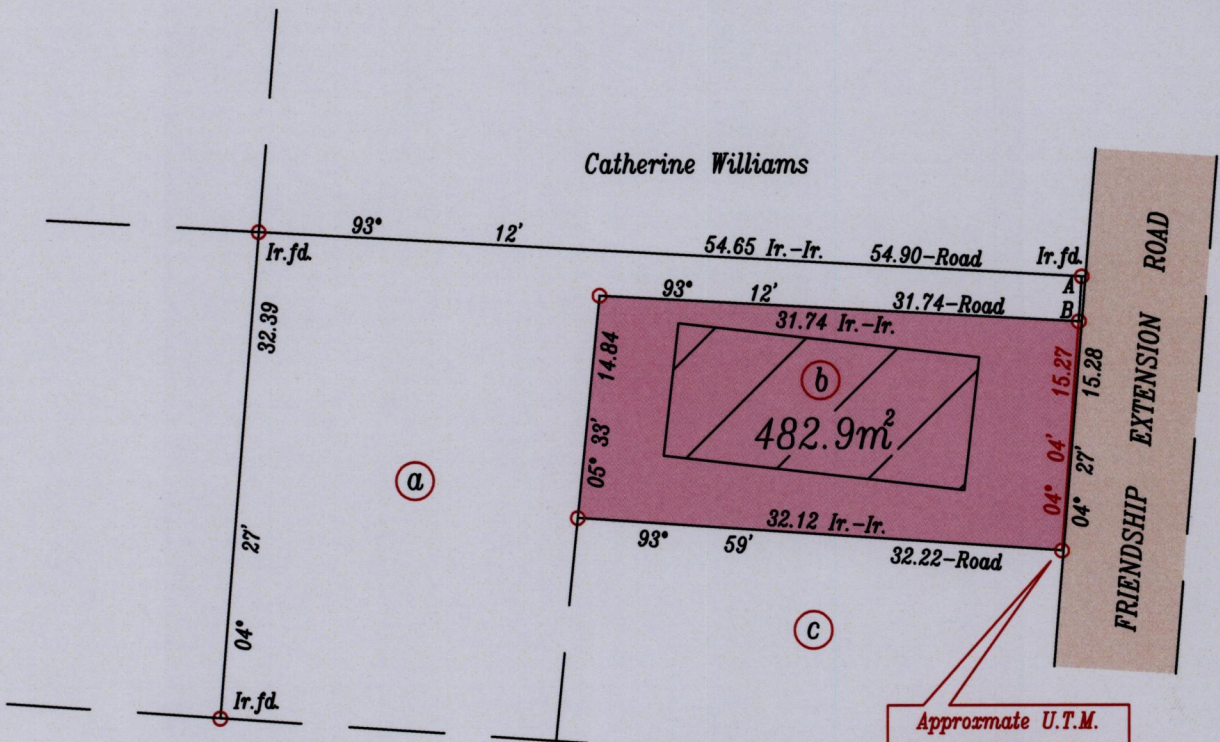 Catherine Williams
93° 12' 54.65 Ir.-Ir. 54.90-Road
Ir.fd.
Ir.fd.
A
93° 12' 31.74-Road
B
31.74 Ir.-Ir.
32.39
27'
04°
14.84
05° 33'
b
482.9m²
15.27
04° 04'
15.28
04° 27'
FRIENDSHIP EXTENSION ROAD
a
32.12 Ir.-Ir.
93° 59' 32.22-Road
c
Ir.fd.
Approxmate U.T.M.